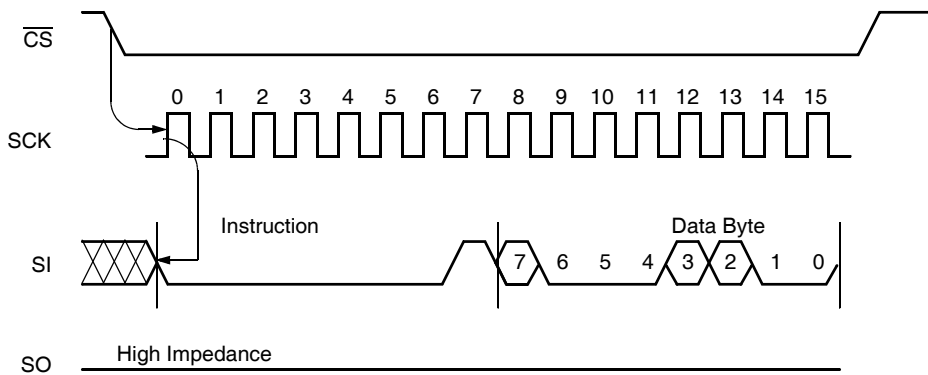 CS
0 1 2 3 4 5 6 7 8 9 10 11 12 13 14 15
SCK
Instruction
Data Byte
SI
7 6 5 4 3 2 1 0
High Impedance
SO